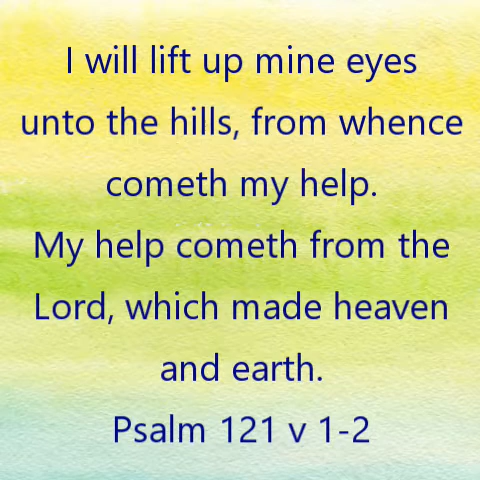 I will lift up mine eyes
unto the hills, from whence
cometh my help.
My help cometh from the
Lord, which made heaven
and earth.
Psalm 121 v 1-2